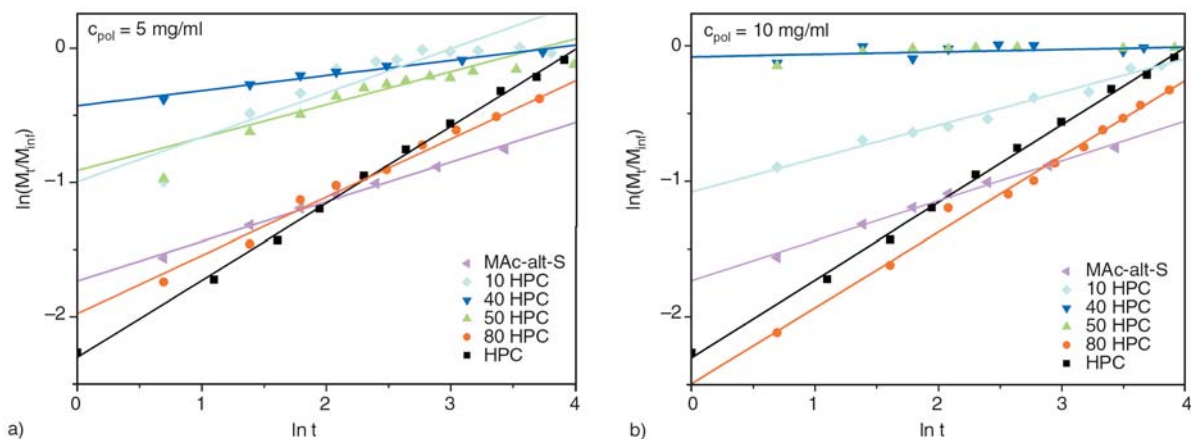 c_pol = 5 mg/ml
ln(M_t/M_inf)
0
−1
−2
MAc-alt-S
10 HPC
40 HPC
50 HPC
80 HPC
HPC
0
1
2
3
4
ln t
a)
c_pol = 10 mg/ml
ln(M_t/M_inf)
0
−1
−2
MAc-alt-S
10 HPC
40 HPC
50 HPC
80 HPC
HPC
0
1
2
3
4
ln t
b)